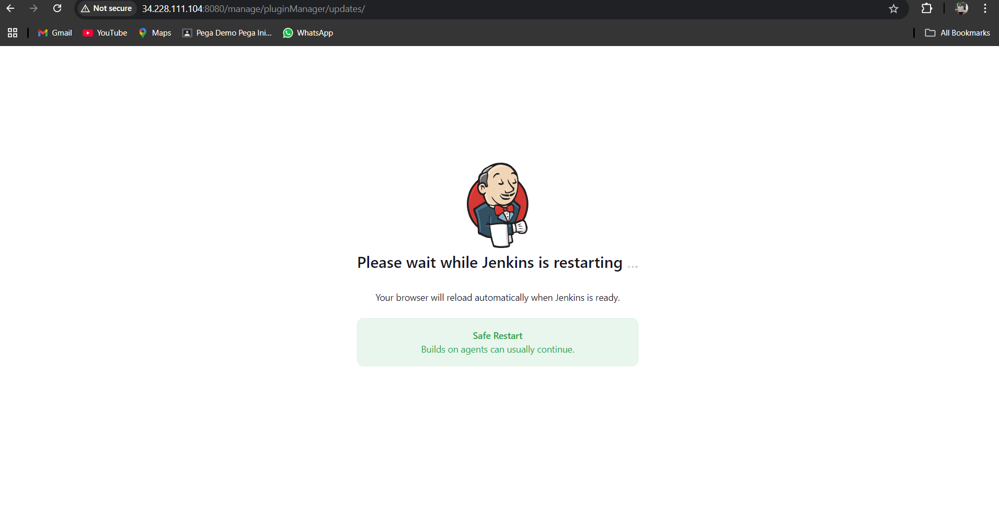 Not secure 34.228.111.104:8080/manage/pluginManager/updates/
Gmail YouTube Maps Pega Demo Pega Ini... WhatsApp All Bookmarks
Please wait while Jenkins is restarting ...
Your browser will reload automatically when Jenkins is ready.
Safe Restart
Builds on agents can usually continue.